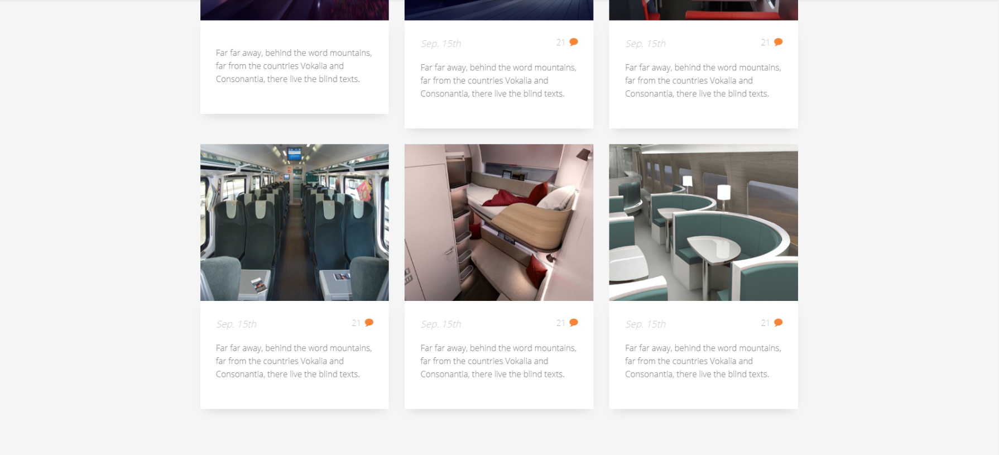 Far far away, behind the word mountains,
far from the countries Vokalia and
Consonantia, there live the blind texts.
Sep. 15th 21
Far far away, behind the word mountains,
far from the countries Vokalia and
Consonantia, there live the blind texts.
Sep. 15th 21
Far far away, behind the word mountains,
far from the countries Vokalia and
Consonantia, there live the blind texts.
Sep. 15th 21
Far far away, behind the word mountains,
far from the countries Vokalia and
Consonantia, there live the blind texts.
Sep. 15th 21
Far far away, behind the word mountains,
far from the countries Vokalia and
Consonantia, there live the blind texts.
Sep. 15th 21
Far far away, behind the word mountains,
far from the countries Vokalia and
Consonantia, there live the blind texts.